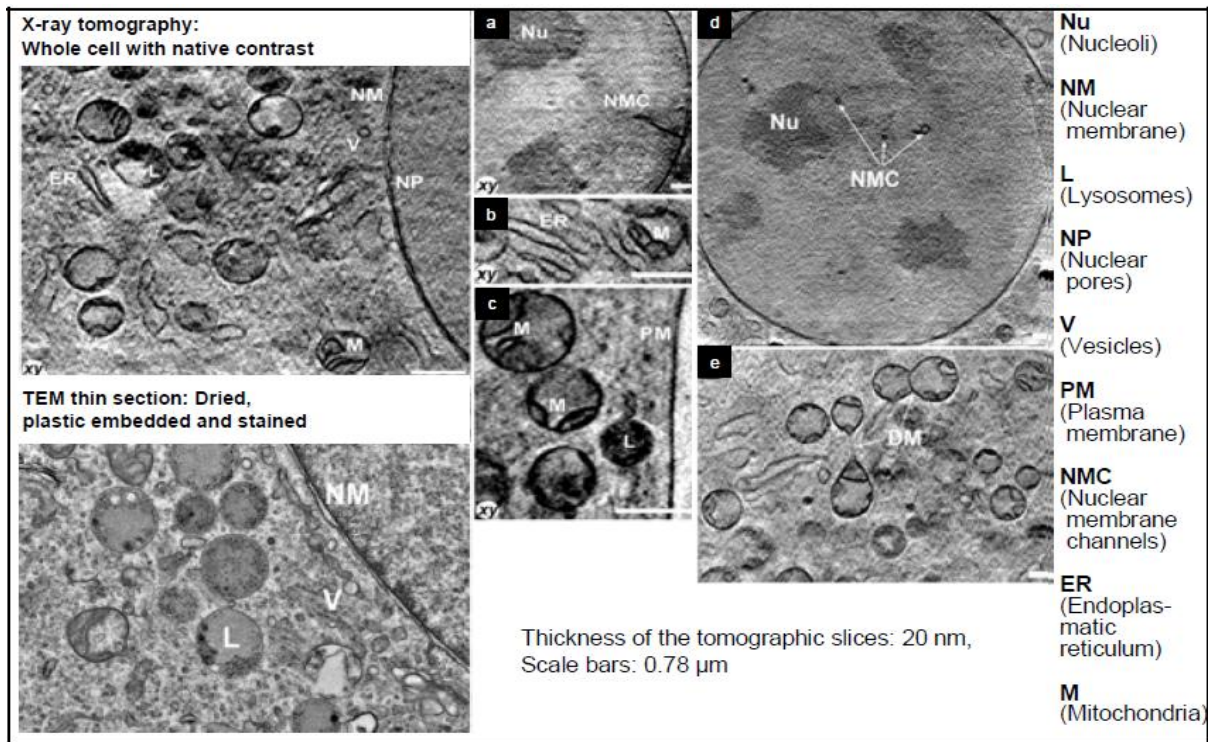 X-ray tomography:
Whole cell with native contrast
NM
V
ER
L
NP
M
xy
TEM thin section: Dried,
plastic embedded and stained
NM
V
L
a
Nu
NMC
xy
b
ER
M
xy
c
M
PM
M
L
xy
d
Nu
NMC
e
DM
Thickness of the tomographic slices: 20 nm,
Scale bars: 0.78 µm
Nu
(Nucleoli)
NM
(Nuclear
membrane)
L
(Lysosomes)
NP
(Nuclear
pores)
V
(Vesicles)
PM
(Plasma
membrane)
NMC
(Nuclear
membrane
channels)
ER
(Endoplas-
matic
reticulum)
M
(Mitochondria)